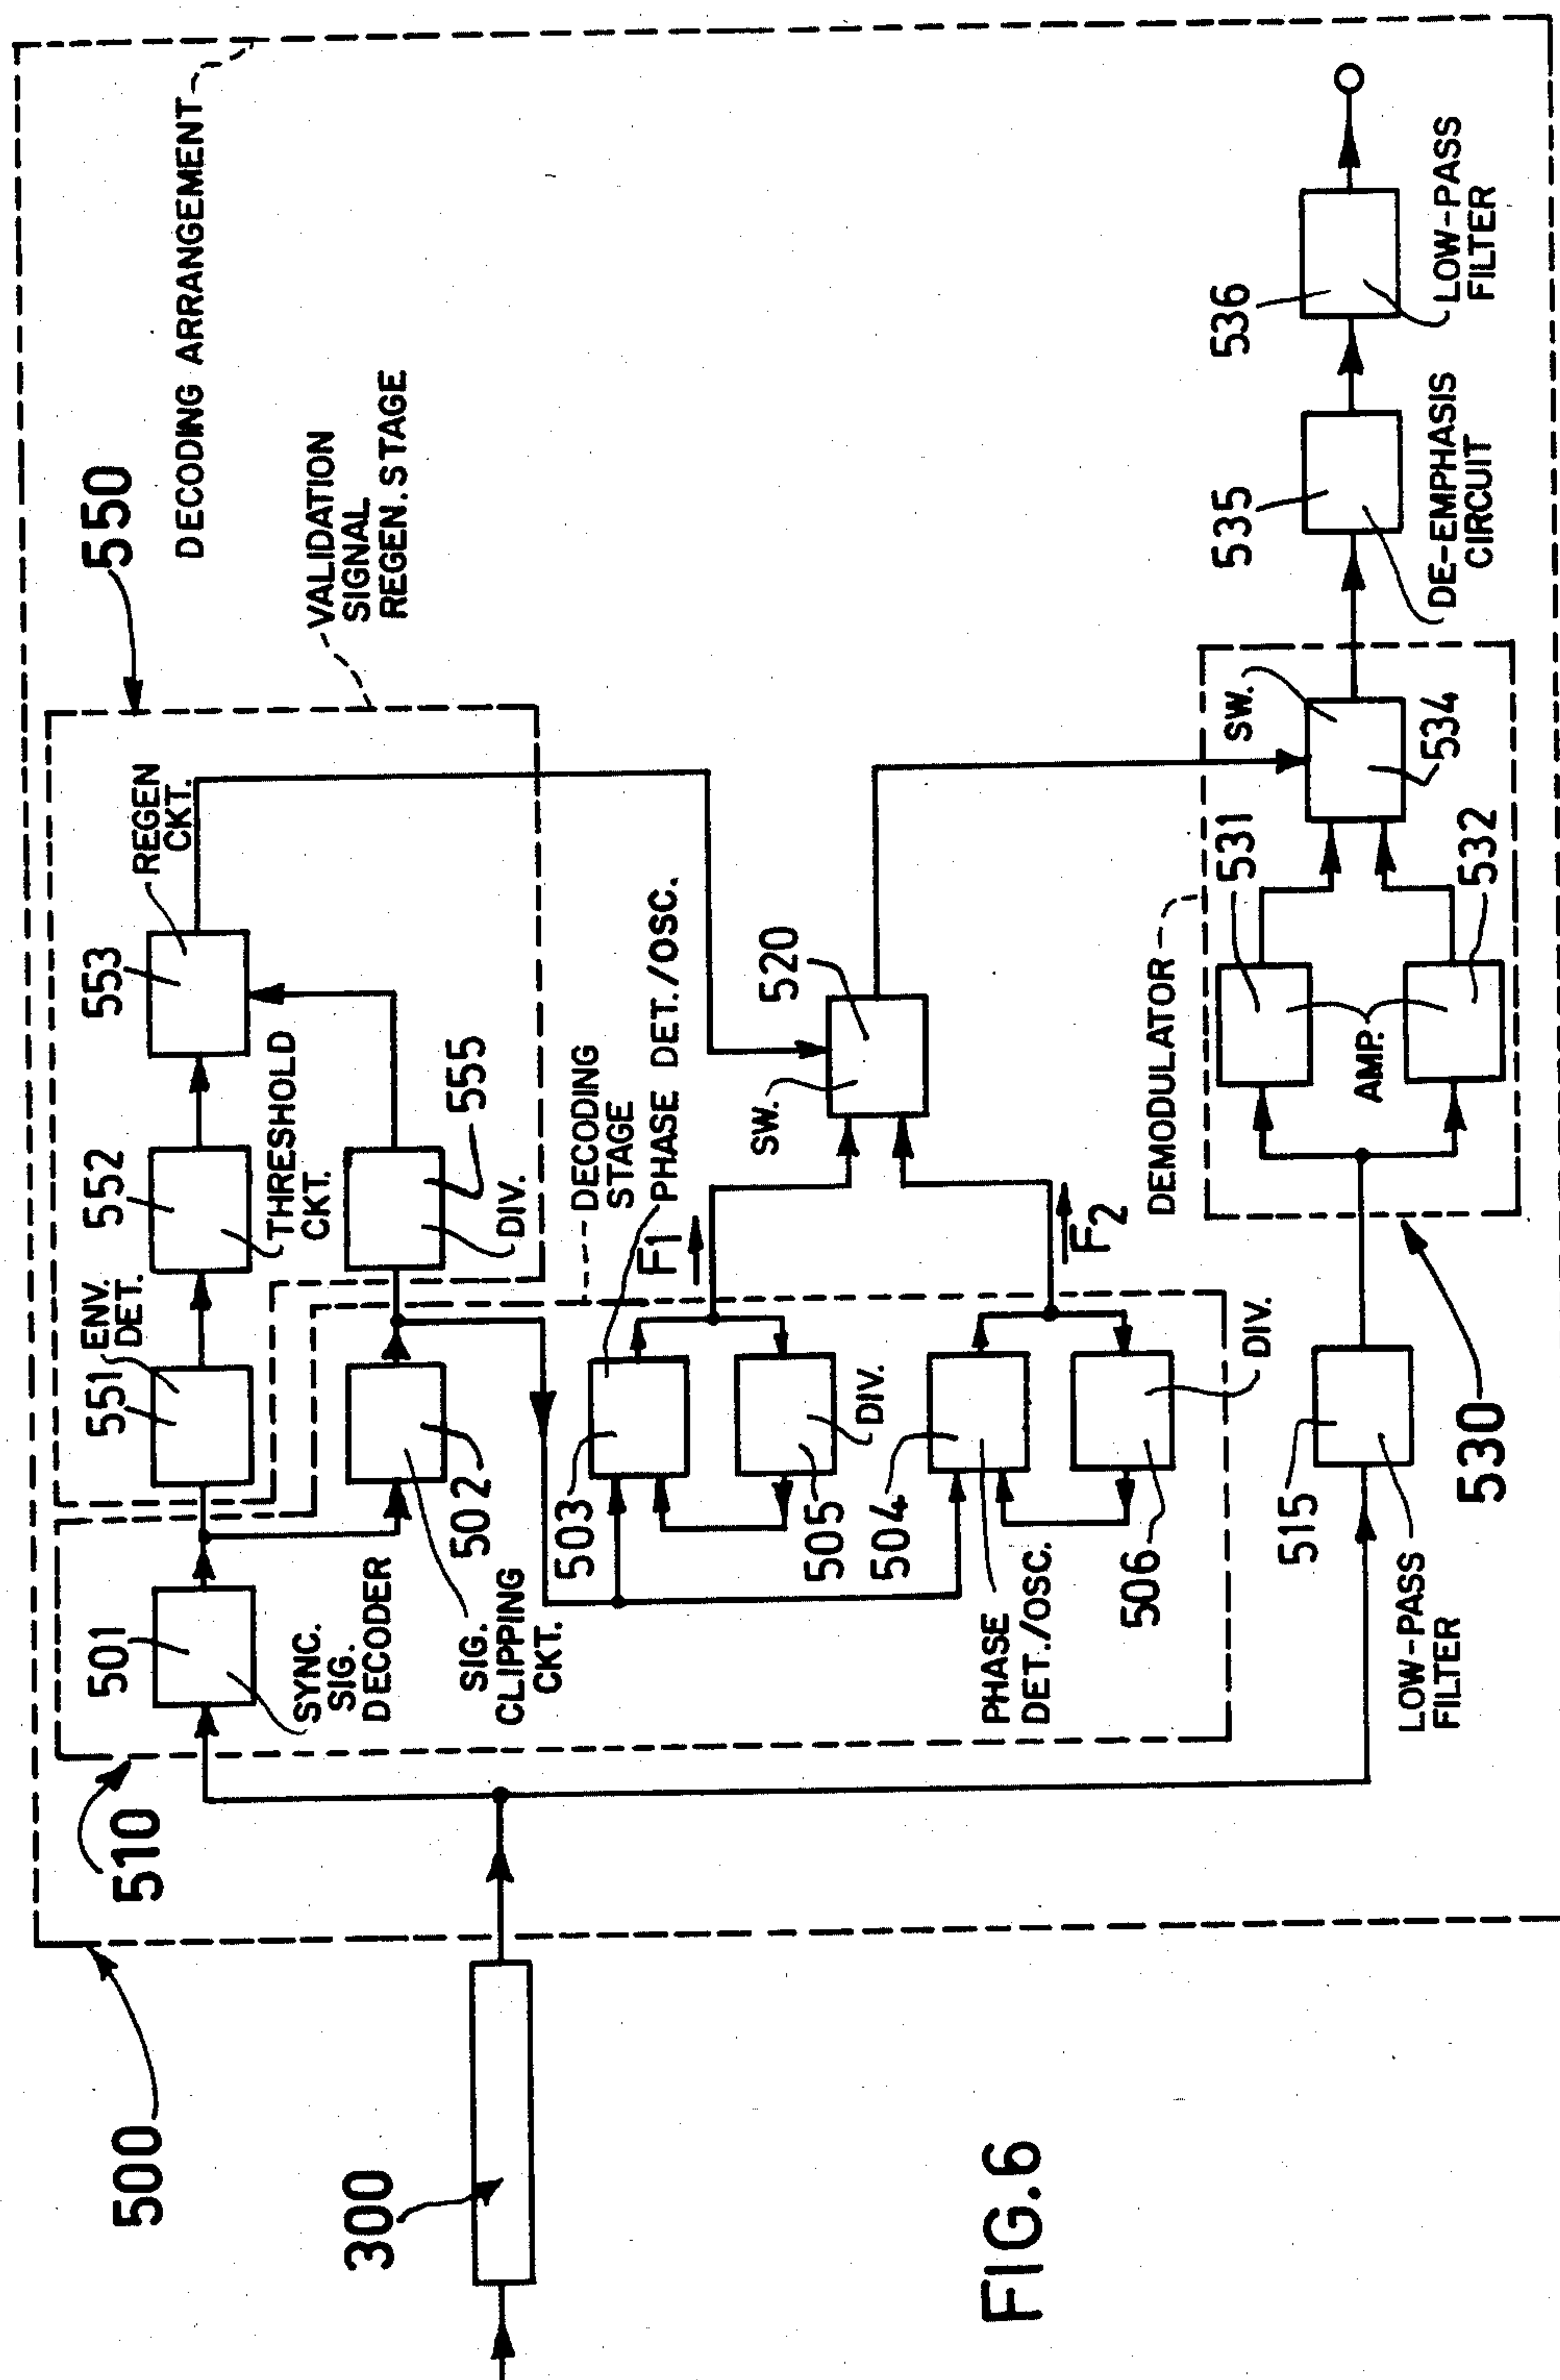 500
510
550
DECODING ARRANGEMENT
501
551
ENV.
DET.
552
553
REGEN
CKT.
VALIDATION
SIGNAL
REGEN. STAGE
SYNC.
SIG.
DECODER
THRESHOLD
CKT.
300
SIG.
CLIPPING
CKT.
502
DIV.
555
503
DECODING
STAGE
PHASE DET./OSC.
F1
505
DIV.
SW.
520
504
PHASE
DET./OSC.
F2
506
DIV.
DEMODULATOR
531
SW.
535
536
515
AMP.
534
LOW-PASS
FILTER
530
532
DE-EMPHASIS
CIRCUIT
LOW-PASS
FILTER
FIG.6